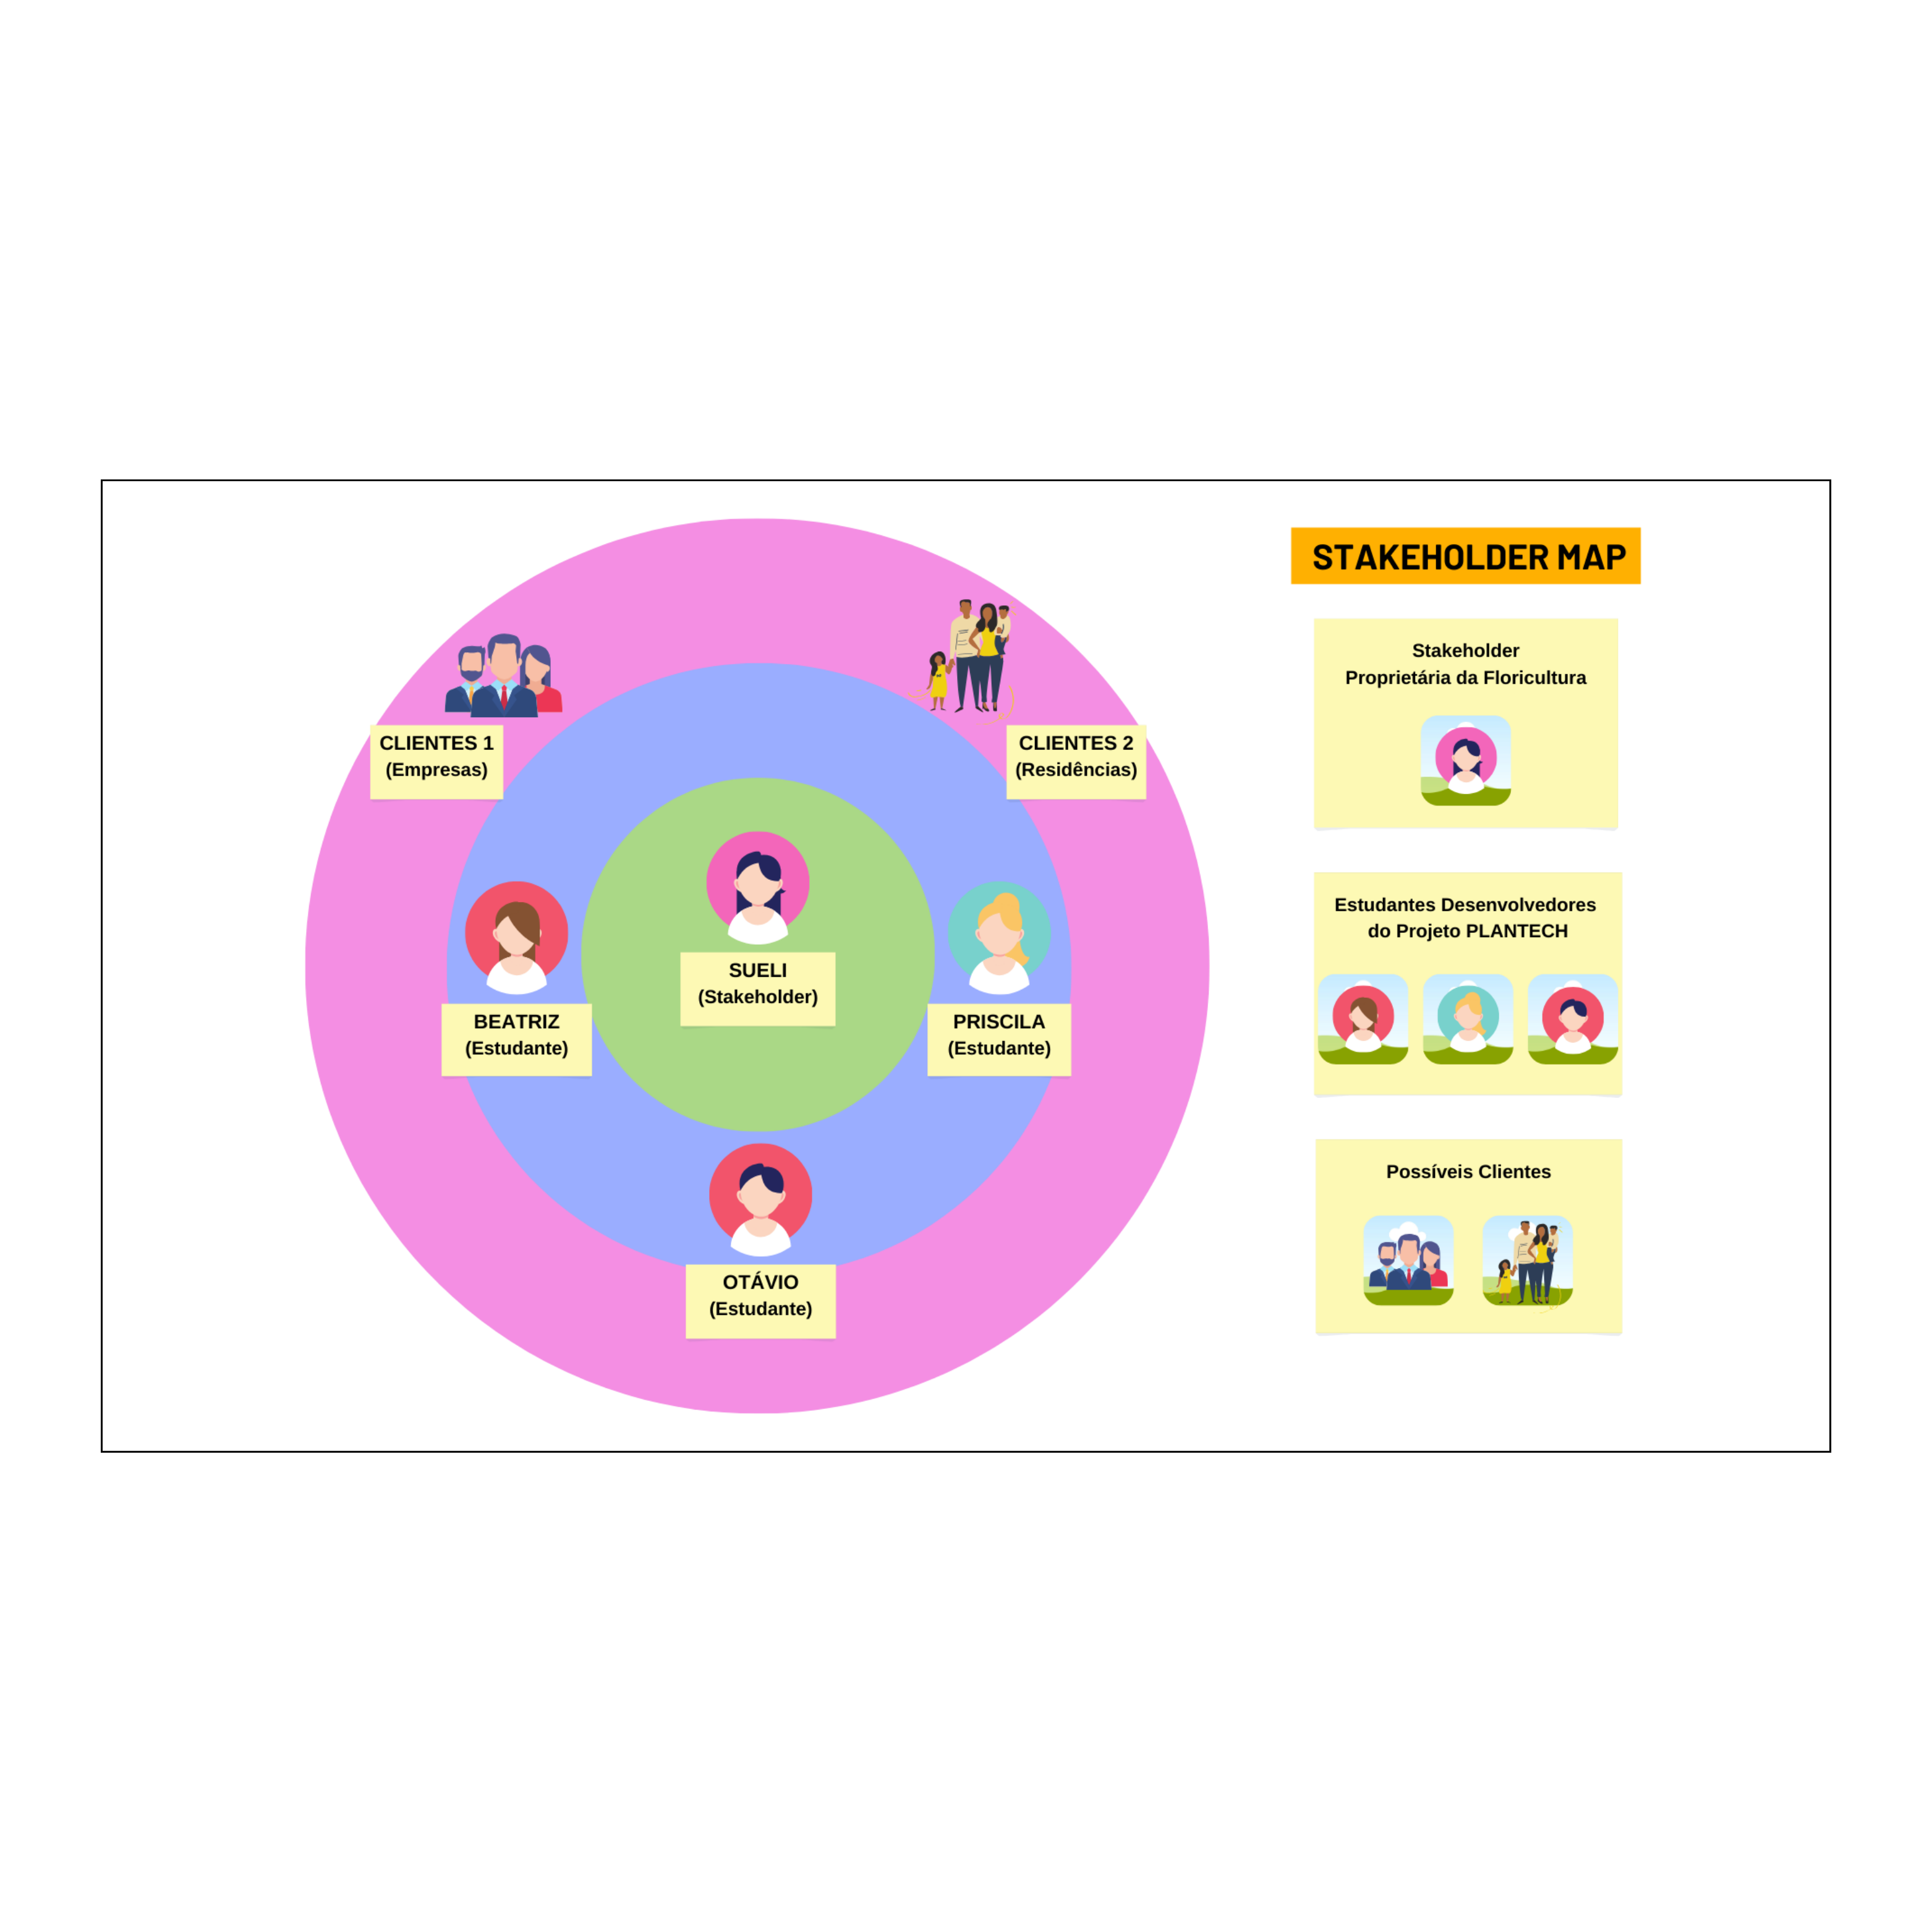 STAKEHOLDER MAP
CLIENTES 1
(Empresas)
CLIENTES 2
(Residências)
SUELI
(Stakeholder)
BEATRIZ
(Estudante)
PRISCILA
(Estudante)
OTÁVIO
(Estudante)
Stakeholder
Proprietária da Floricultura
Estudantes Desenvolvedores
do Projeto PLANTECH
Possíveis Clientes